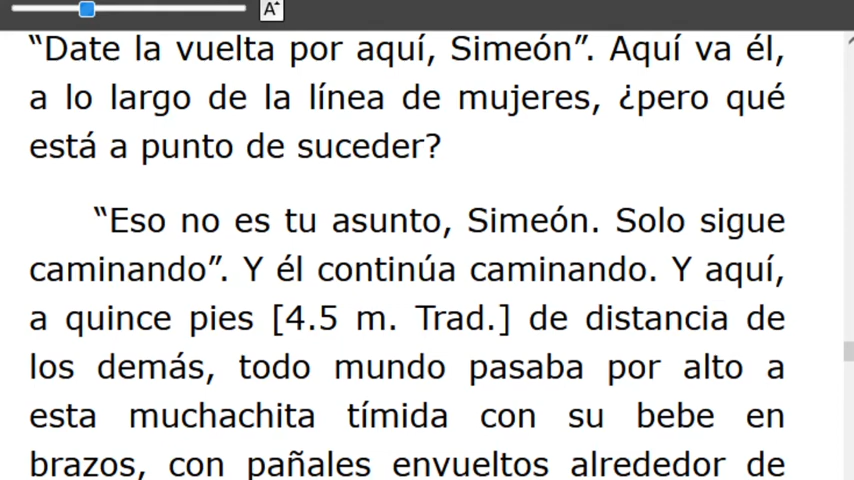 A
“Date la vuelta por aquí, Simeón”. Aquí va él,
a lo largo de la línea de mujeres, ¿pero qué
está a punto de suceder?
“Eso no es tu asunto, Simeón. Solo sigue
caminando”. Y él continúa caminando. Y aquí,
a quince pies [4.5 m. Trad.] de distancia de
los demás, todo mundo pasaba por alto a
esta muchachita tímida con su bebe en
brazos, con pañales envueltos alrededor de